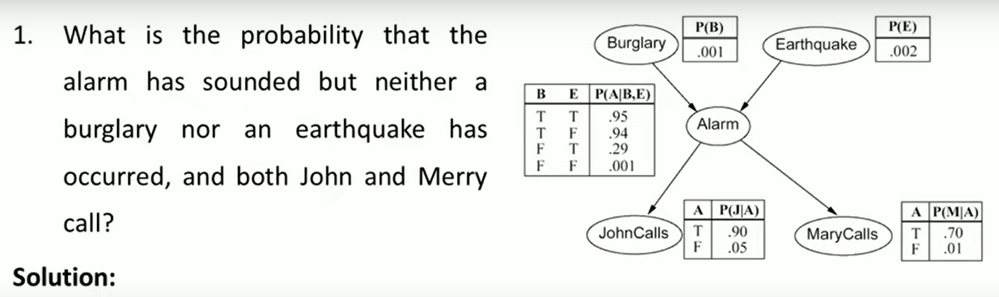 1. What is the probability that the
alarm has sounded but neither a
burglary nor an earthquake has
occurred, and both John and Merry
call?
Solution:
Burglary
P(B)
.001
Earthquake
P(E)
.002
B E P(A|B,E)
T T .95
T F .94
F T .29
F F .001
Alarm
JohnCalls
A P(J|A)
T .90
F .05
MaryCalls
A P(M|A)
T .70
F .01